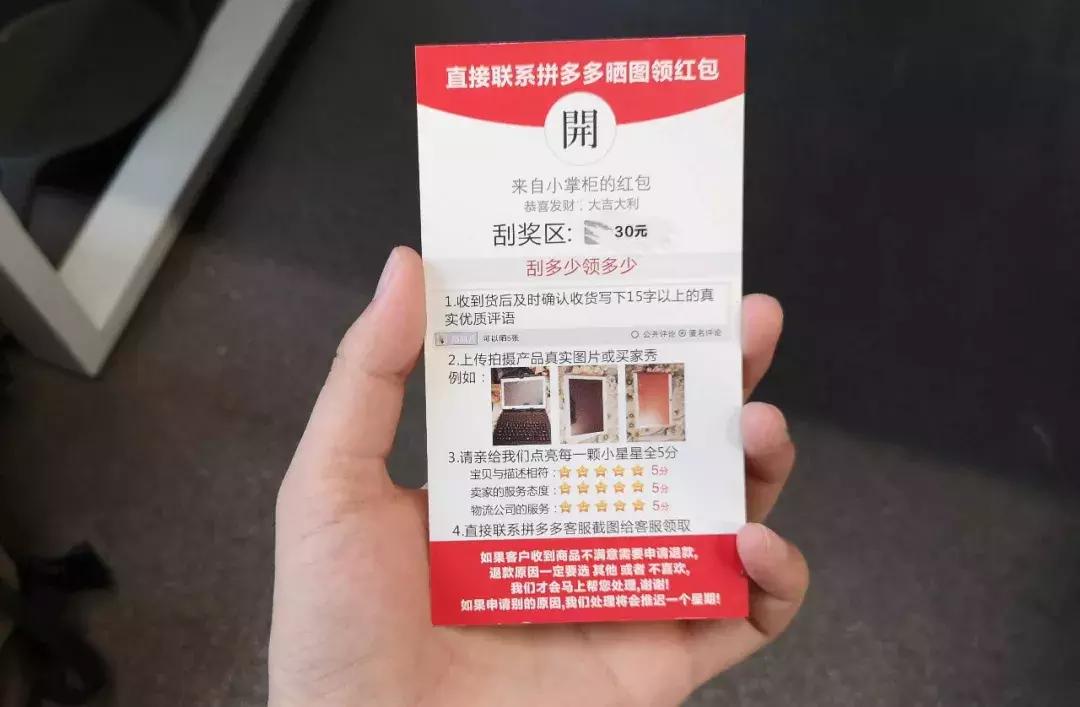 直接联系拼多多晒图领红包
開
来自小掌柜的红包
恭喜发财：大吉大利
刮奖区: 30元
刮多少领多少
1.收到货后及时确认收货写下15字以上的真
实优质评语
可以晒5张 公开评论 匿名评论
2.上传拍摄产品真实图片或买家秀
例如：
3.请亲给我们点亮每一颗小星星全5分
宝贝与描述相符： 5分
卖家的服务态度： 5分
物流公司的服务： 5分
4.直接联系拼多多客服截图给客服领取
如果客户收到商品不满意需要申请退款,
退款原因一定要选 其他 或者 不喜欢,
我们才会马上帮您处理,谢谢!
如果申请别的原因,我们处理将会推迟一个星期!